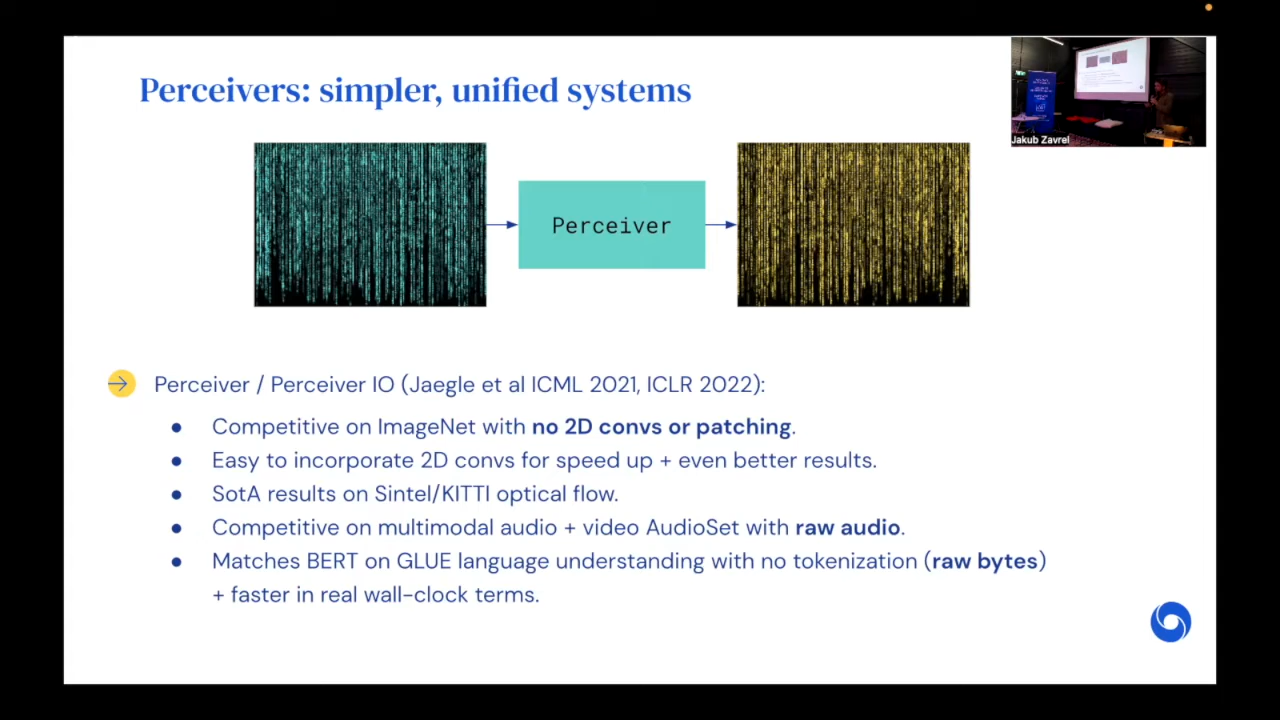 Perceivers: simpler, unified systems
Jakub Zavrel
Perceiver
Perceiver / Perceiver IO (Jaegle et al ICML 2021, ICLR 2022):
● Competitive on ImageNet with no 2D convs or patching.
● Easy to incorporate 2D convs for speed up + even better results.
● SotA results on Sintel/KITTI optical flow.
● Competitive on multimodal audio + video AudioSet with raw audio.
● Matches BERT on GLUE language understanding with no tokenization (raw bytes)
+ faster in real wall-clock terms.